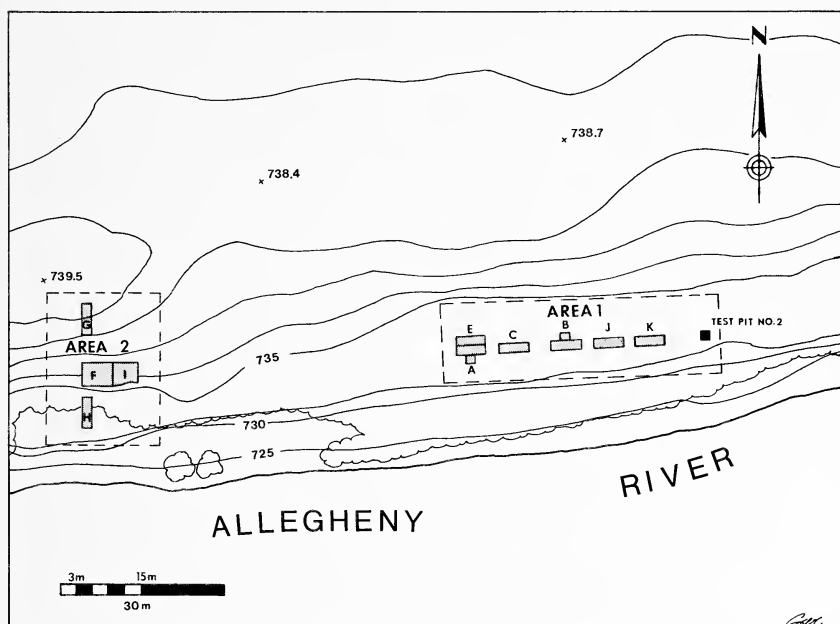 N
738.7
738.4
739.5
AREA 1
E
C
B
J
K
TEST PIT NO. 2
A
G
AREA 2
F I
H
735
730
725
ALLEGHENY RIVER
3m 15m
30 m